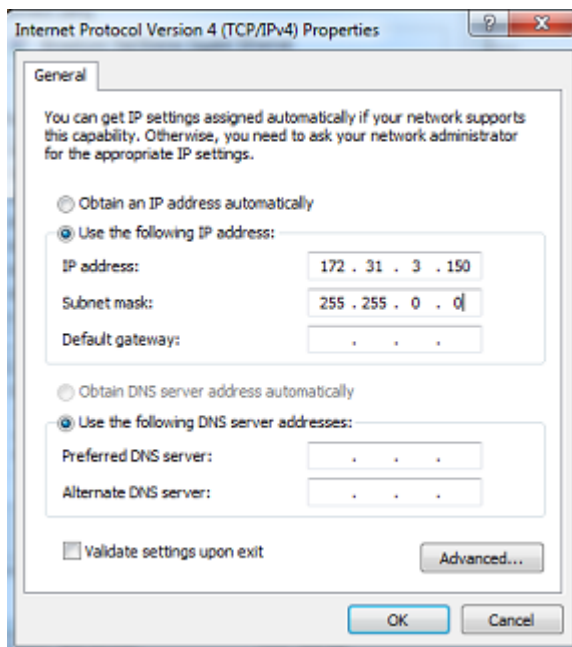 Internet Protocol Version 4 (TCP/IPv4) Properties
?
X
General
You can get IP settings assigned automatically if your network supports
this capability. Otherwise, you need to ask your network administrator
for the appropriate IP settings.
Obtain an IP address automatically
Use the following IP address:
IP address: 172 . 31 . 3 . 150
Subnet mask: 255 . 255 . 0 . 0
Default gateway: . . .
Obtain DNS server address automatically
Use the following DNS server addresses:
Preferred DNS server: . . .
Alternate DNS server: . . .
Validate settings upon exit
Advanced...
OK Cancel